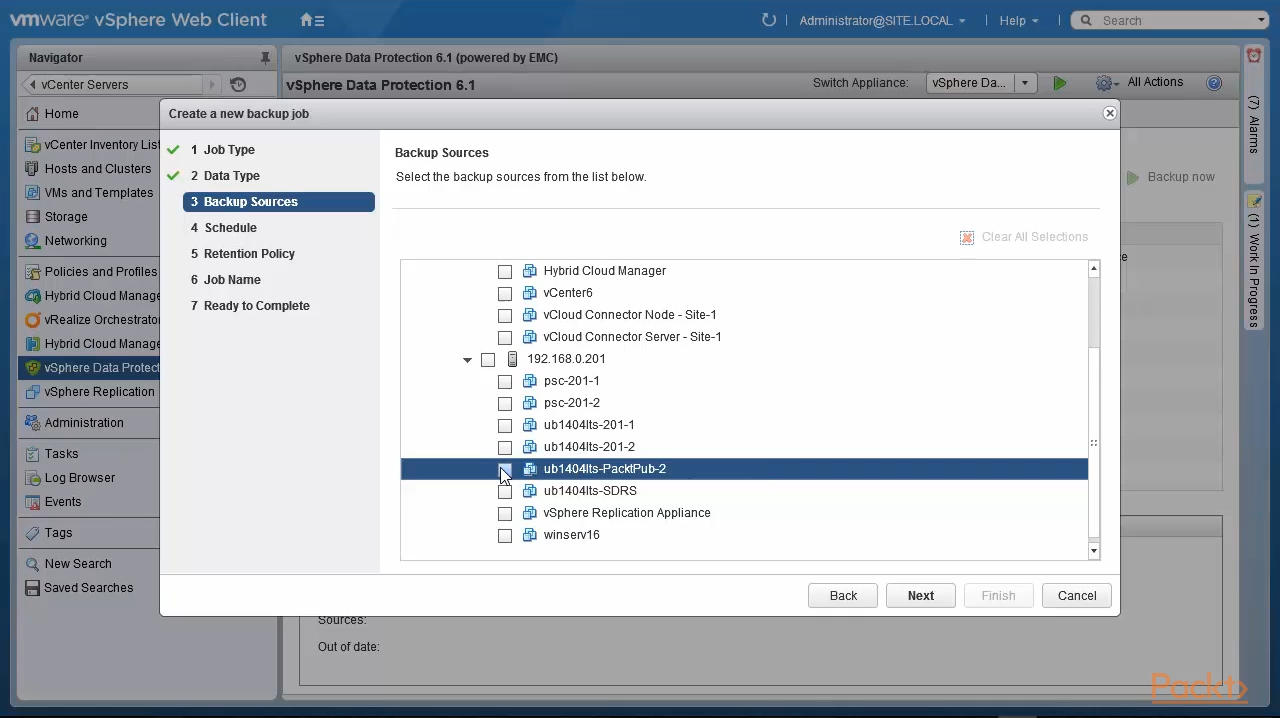 vmware® vSphere Web Client
Administrator@SITE.LOCAL
Help
Search
Navigator
vCenter Servers
Home
vCenter Inventory List
Hosts and Clusters
VMs and Templates
Storage
Networking
Policies and Profiles
Hybrid Cloud Manage
vRealize Orchestrator
Hybrid Cloud Manage
vSphere Data Protect
vSphere Replication
Administration
Tasks
Log Browser
Events
Tags
New Search
Saved Searches
vSphere Data Protection 6.1 (powered by EMC)
vSphere Data Protection 6.1
Switch Appliance:
vSphere Da...
All Actions
Backup now
Sources:
Out of date:
(7) Alarms
(1) Work In Progress
Create a new backup job
1 Job Type
2 Data Type
3 Backup Sources
4 Schedule
5 Retention Policy
6 Job Name
7 Ready to Complete
Backup Sources
Select the backup sources from the list below.
Clear All Selections
Hybrid Cloud Manager
vCenter6
vCloud Connector Node - Site-1
vCloud Connector Server - Site-1
192.168.0.201
psc-201-1
psc-201-2
ub1404lts-201-1
ub1404lts-201-2
ub1404lts-PacktPub-2
ub1404lts-SDRS
vSphere Replication Appliance
winserv16
Back
Next
Finish
Cancel
Packt